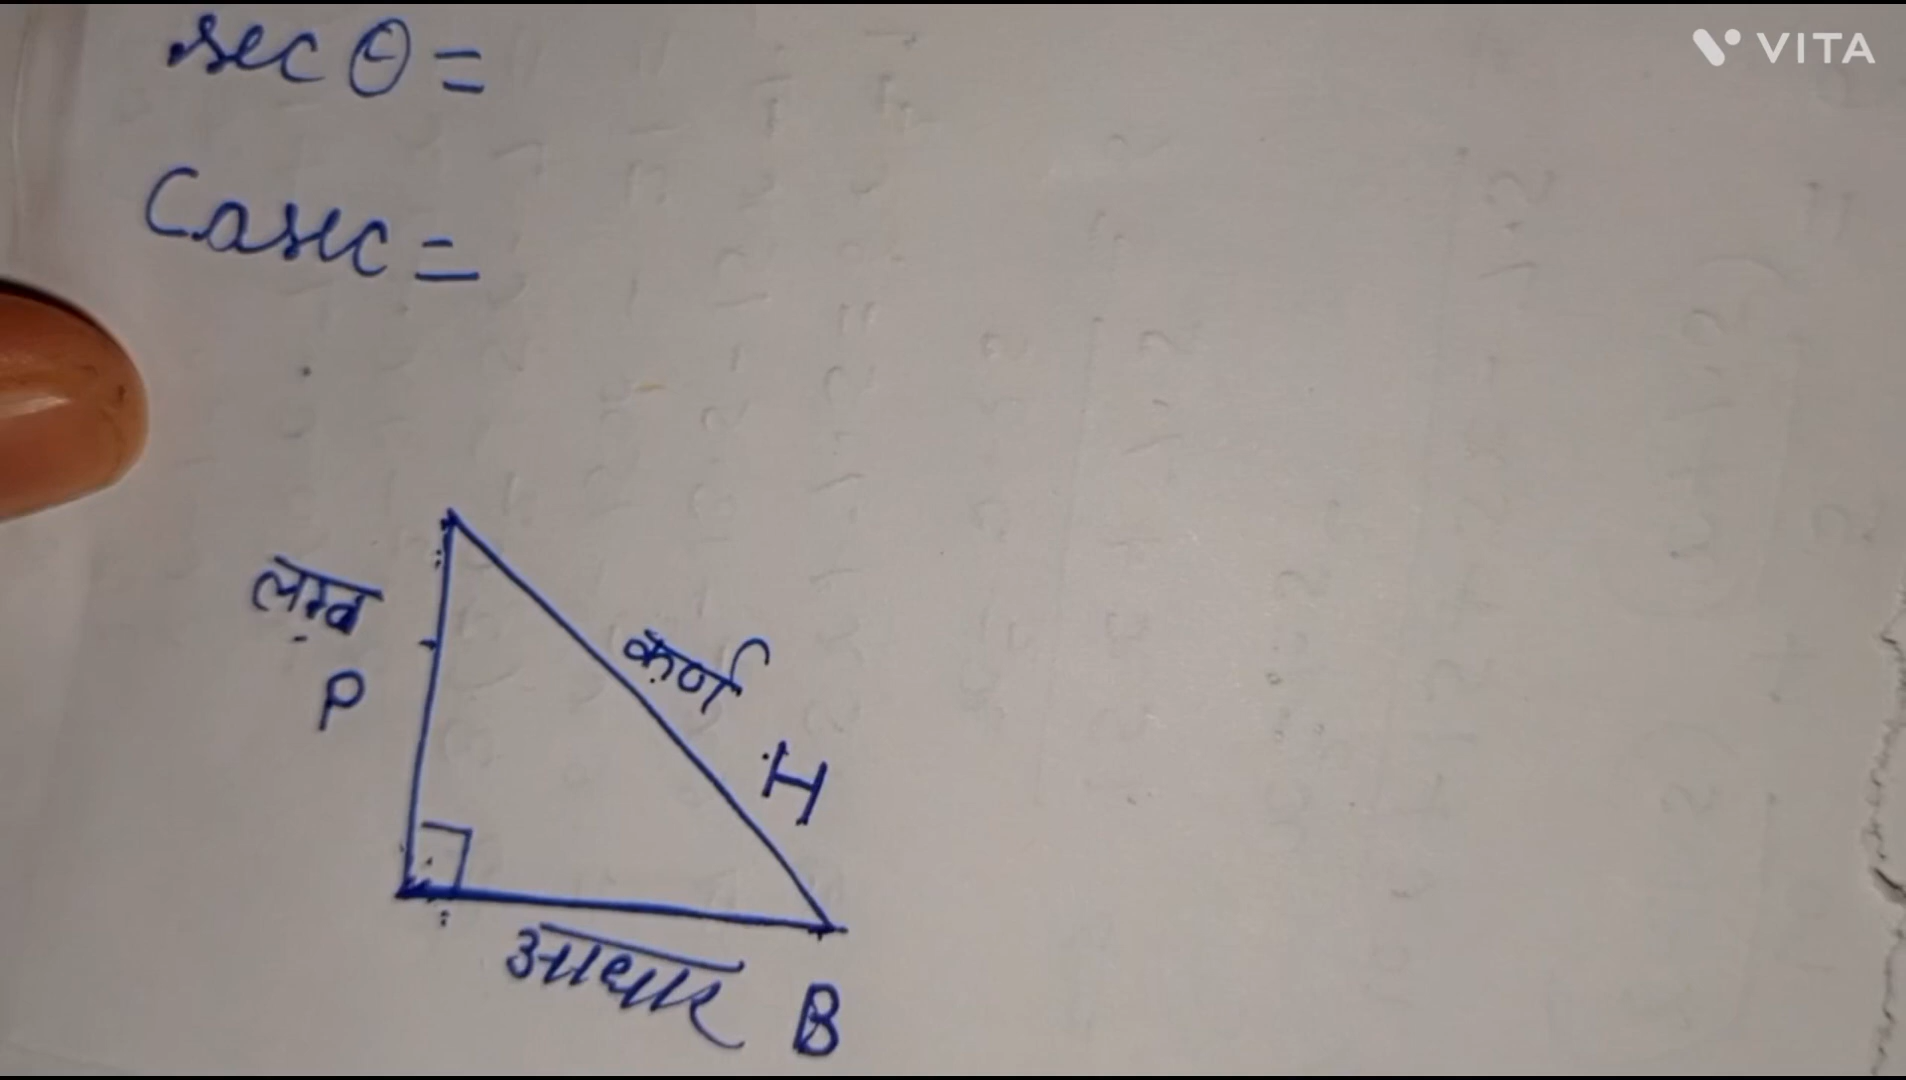 VITA
sec θ =
Cosec =
लम्ब
P
कर्ण
H
आधार B